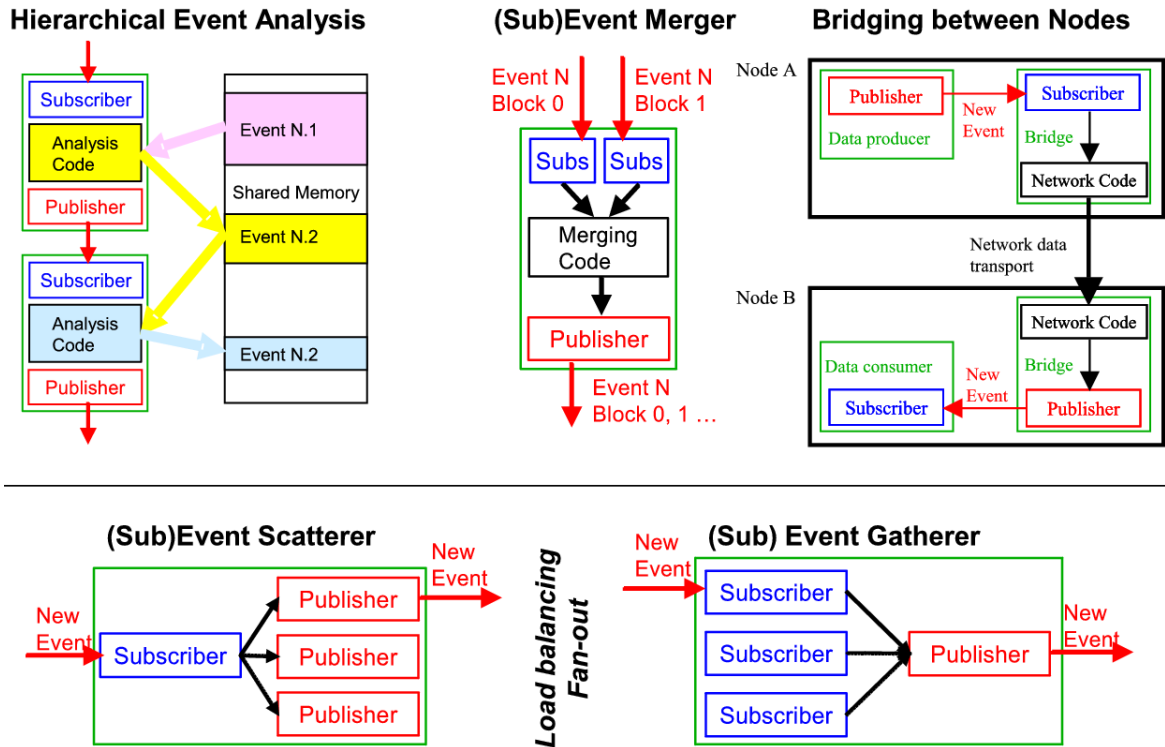 Hierarchical Event Analysis
Subscriber
Analysis
Code
Publisher
Subscriber
Analysis
Code
Publisher
Event N.1
Shared Memory
Event N.2
Event N.2
(Sub)Event Merger
Event N
Block 0
Event N
Block 1
Subs
Subs
Merging
Code
Publisher
Event N
Block 0, 1 ...
Bridging between Nodes
Node A
Publisher
Data producer
New
Event
Subscriber
Bridge
Network Code
Network data
transport
Node B
Network Code
Bridge
Publisher
New
Event
Data consumer
Subscriber
(Sub)Event Scatterer
New
Event
Subscriber
Publisher
Publisher
Publisher
New
Event
Load balancing
Fan-out
(Sub) Event Gatherer
New
Event
Subscriber
Subscriber
Subscriber
Publisher
New
Event